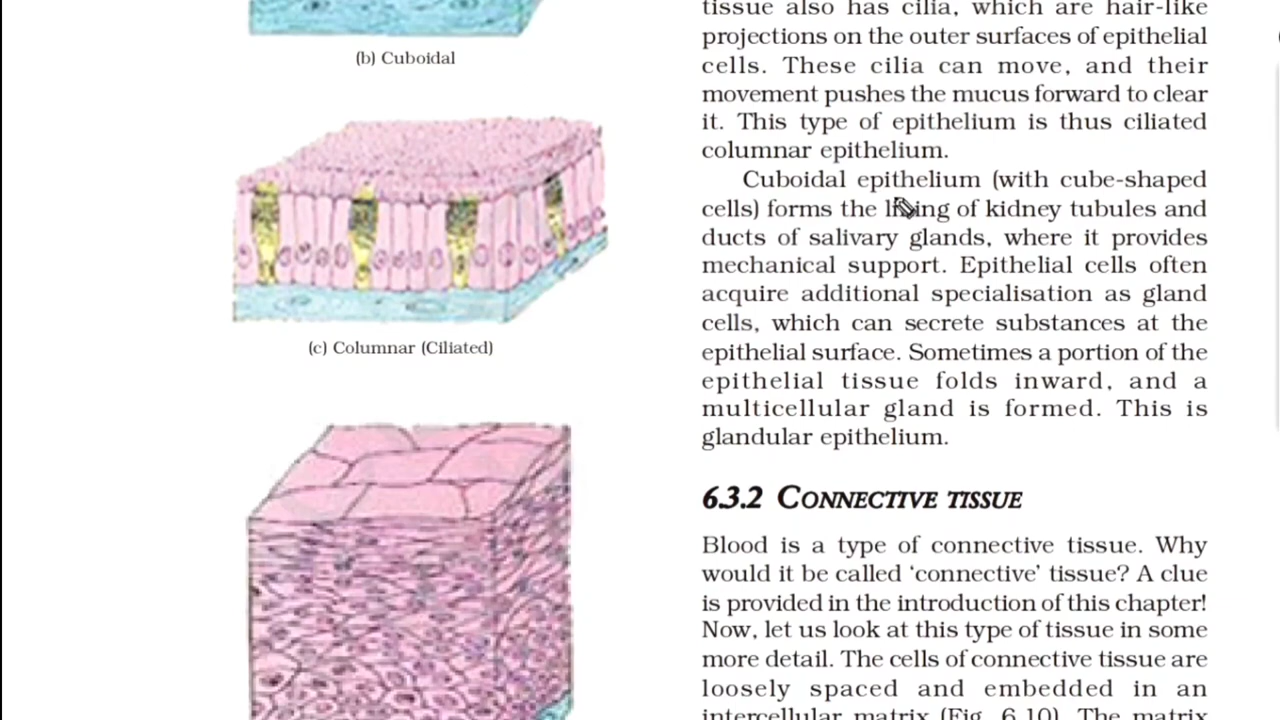 (b) Cuboidal
(c) Columnar (Ciliated)
tissue also has cilia, which are hair-like
projections on the outer surfaces of epithelial
cells. These cilia can move, and their
movement pushes the mucus forward to clear
it. This type of epithelium is thus ciliated
columnar epithelium.
Cuboidal epithelium (with cube-shaped
cells) forms the lining of kidney tubules and
ducts of salivary glands, where it provides
mechanical support. Epithelial cells often
acquire additional specialisation as gland
cells, which can secrete substances at the
epithelial surface. Sometimes a portion of the
epithelial tissue folds inward, and a
multicellular gland is formed. This is
glandular epithelium.
6.3.2 CONNECTIVE TISSUE
Blood is a type of connective tissue. Why
would it be called ‘connective’ tissue? A clue
is provided in the introduction of this chapter!
Now, let us look at this type of tissue in some
more detail. The cells of connective tissue are
loosely spaced and embedded in an
intercellular matrix (Fig. 6.10). The matrix